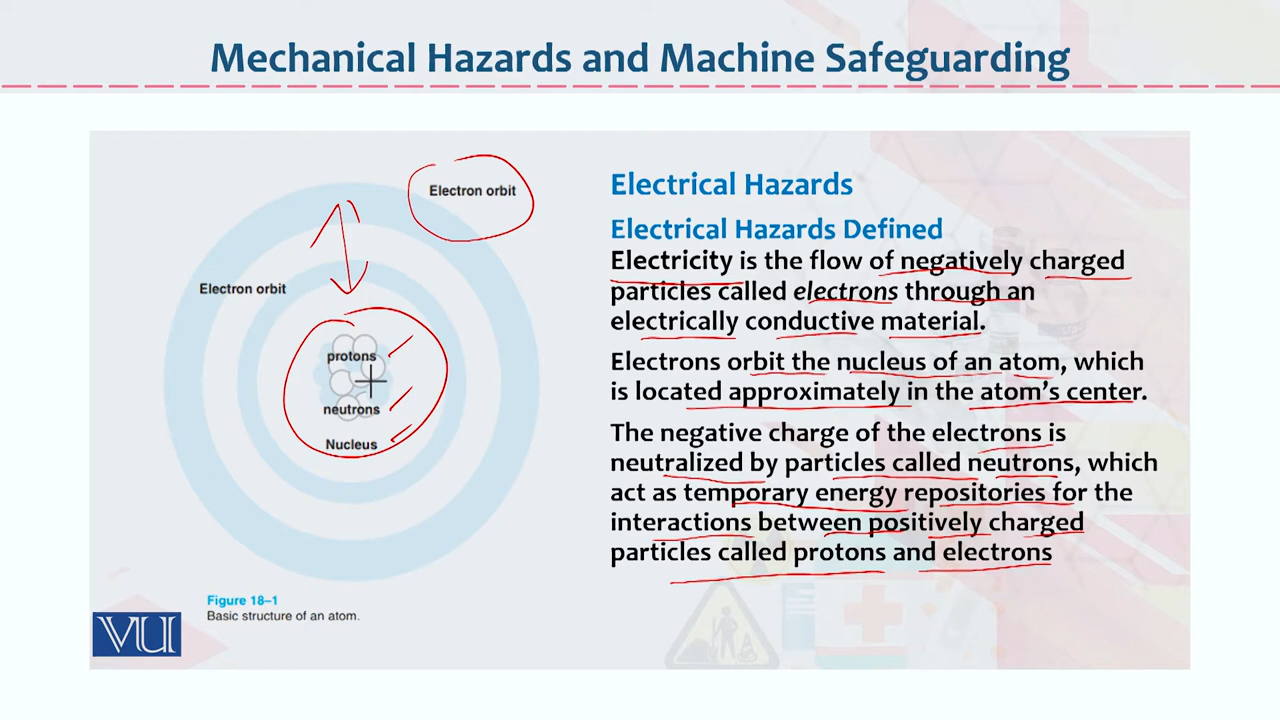 Mechanical Hazards and Machine Safeguarding
Electron orbit
Electron orbit
protons
neutrons
Nucleus
Figure 18–1
Basic structure of an atom.
VU
Electrical Hazards
Electrical Hazards Defined
Electricity is the flow of negatively charged
particles called electrons through an
electrically conductive material.
Electrons orbit the nucleus of an atom, which
is located approximately in the atom's center.
The negative charge of the electrons is
neutralized by particles called neutrons, which
act as temporary energy repositories for the
interactions between positively charged
particles called protons and electrons